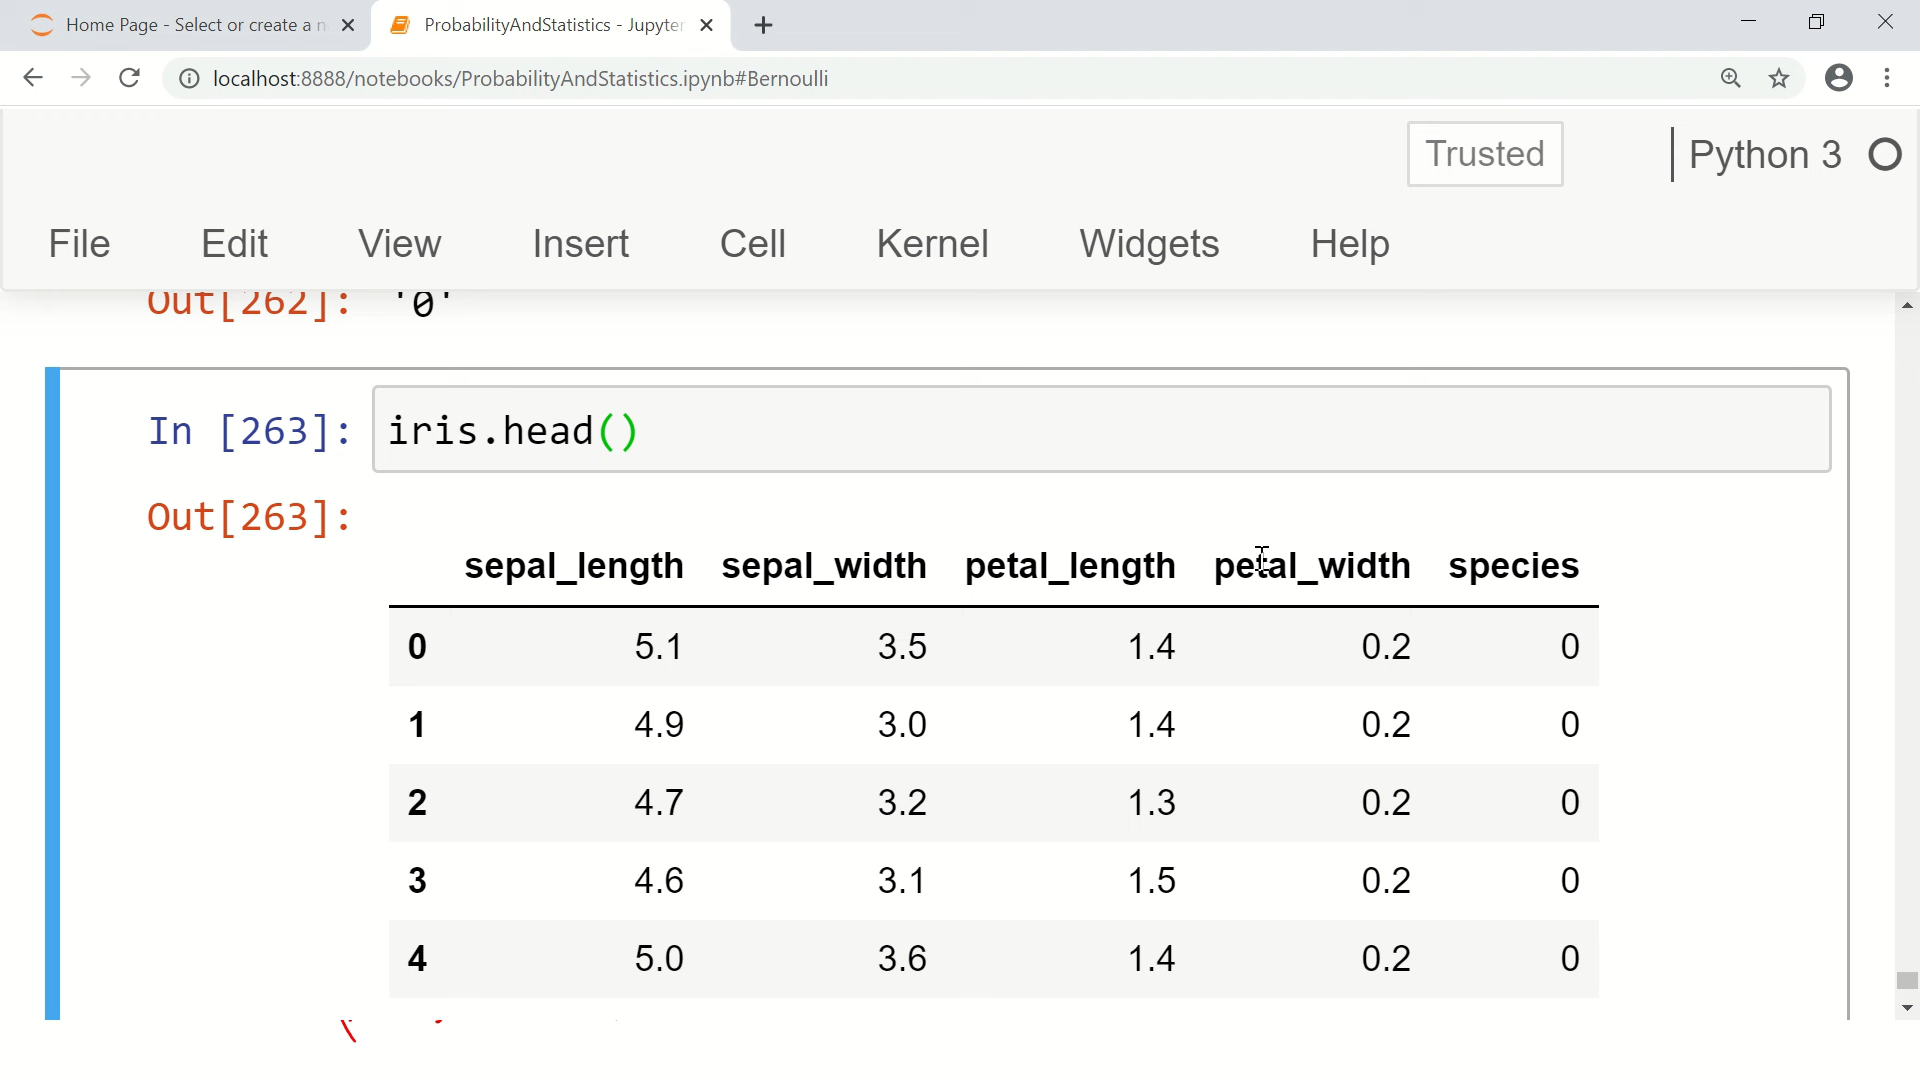 Home Page - Select or create a n
ProbabilityAndStatistics - Jupyter
localhost:8888/notebooks/ProbabilityAndStatistics.ipynb#Bernoulli
Trusted
Python 3
File Edit View Insert Cell Kernel Widgets Help
Out[262]: '0'
In [263]: iris.head()
Out[263]:
sepal_length sepal_width petal_length petal_width species
0 5.1 3.5 1.4 0.2 0
1 4.9 3.0 1.4 0.2 0
2 4.7 3.2 1.3 0.2 0
3 4.6 3.1 1.5 0.2 0
4 5.0 3.6 1.4 0.2 0